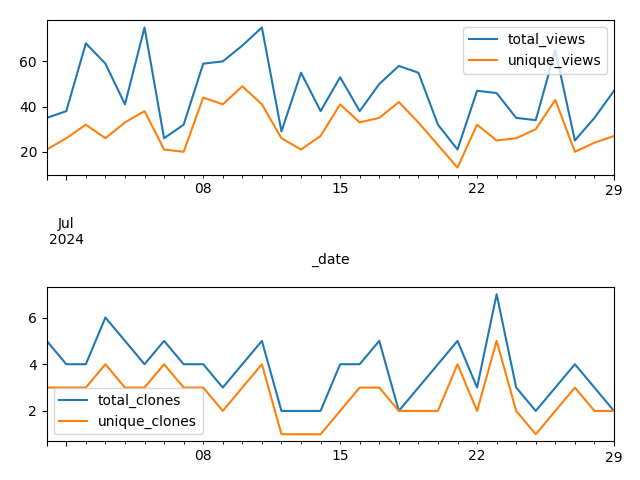 total_views
unique_views
60
40
20
08 15 22 29
Jul
2024
_date
6
4
2
total_clones
unique_clones
08 15 22 29